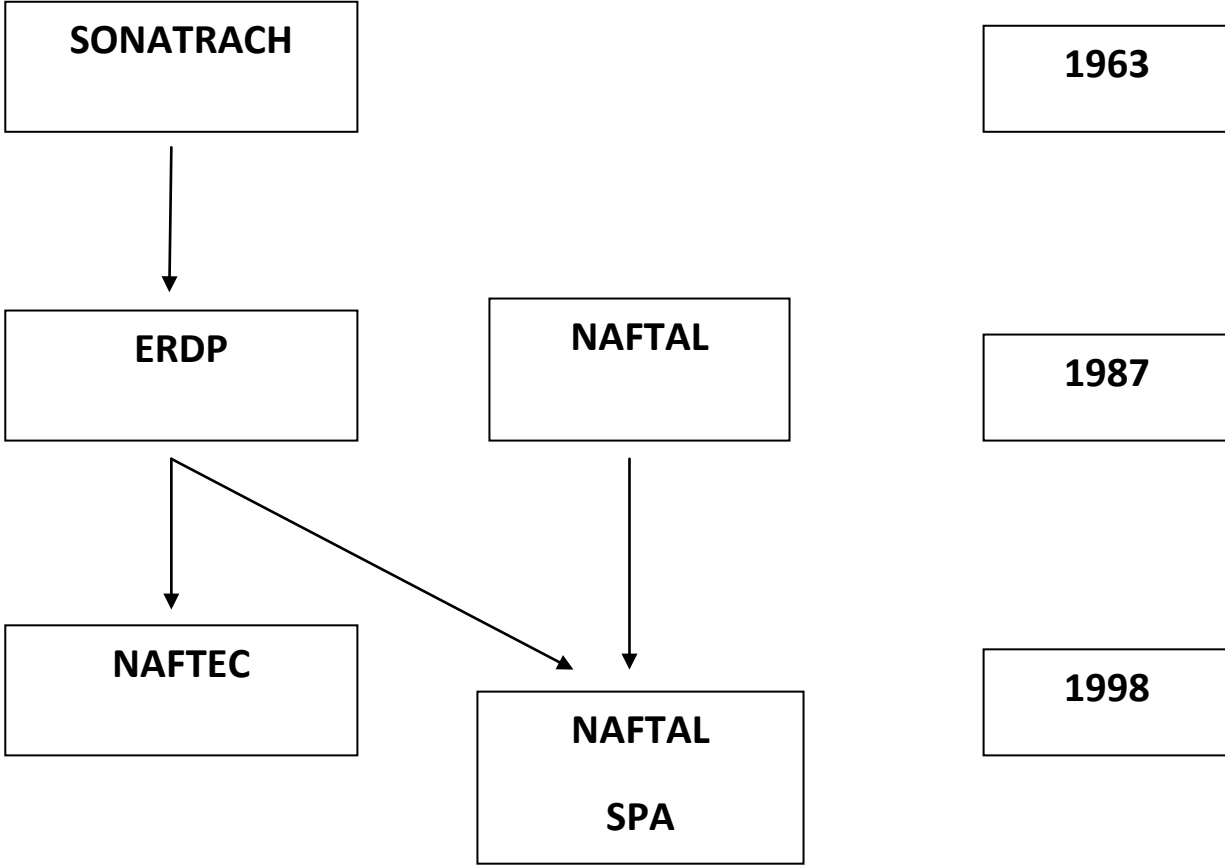 SONATRACH
1963
ERDP
NAFTAL
1987
NAFTEC
1998
NAFTAL
SPA